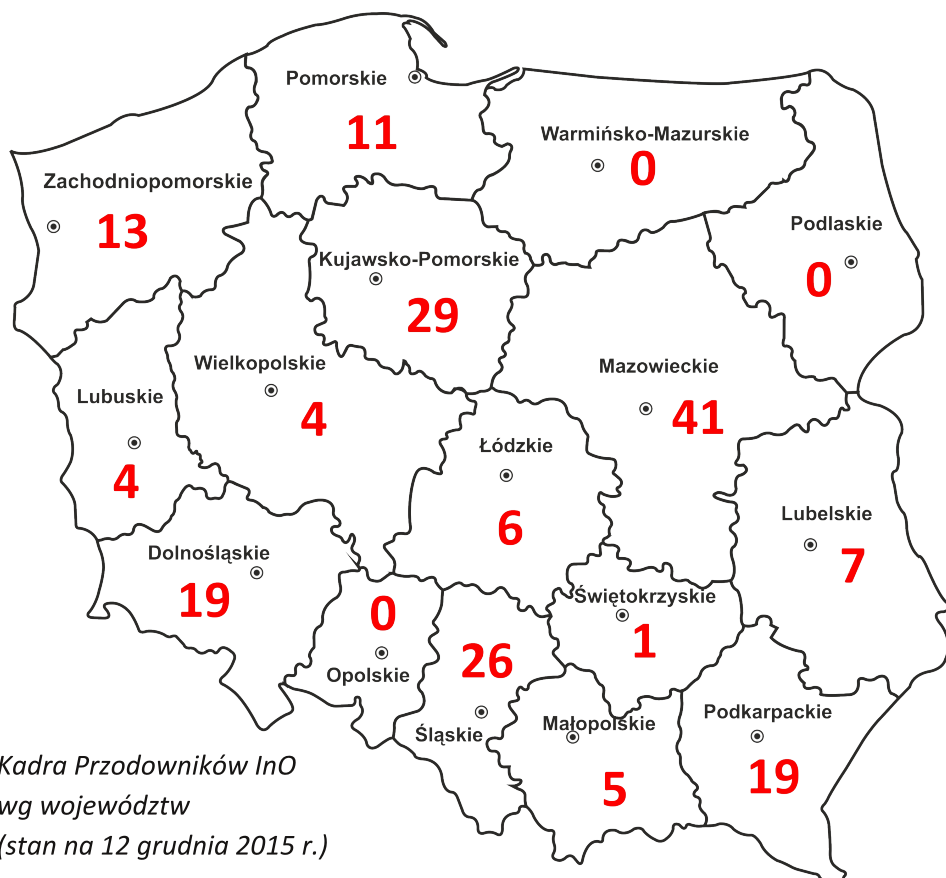 Pomorskie
11
Warmińsko-Mazurskie
0
Zachodniopomorskie
13
Podlaskie
0
Kujawsko-Pomorskie
29
Wielkopolskie
4
Mazowieckie
41
Lubuskie
4
Łódzkie
6
Lubelskie
7
Dolnośląskie
19
0
Opolskie
Świętokrzyskie
1
26
Śląskie
Małopolskie
5
Podkarpackie
19
Kadra Przodowników InO
wg województw
(stan na 12 grudnia 2015 r.)